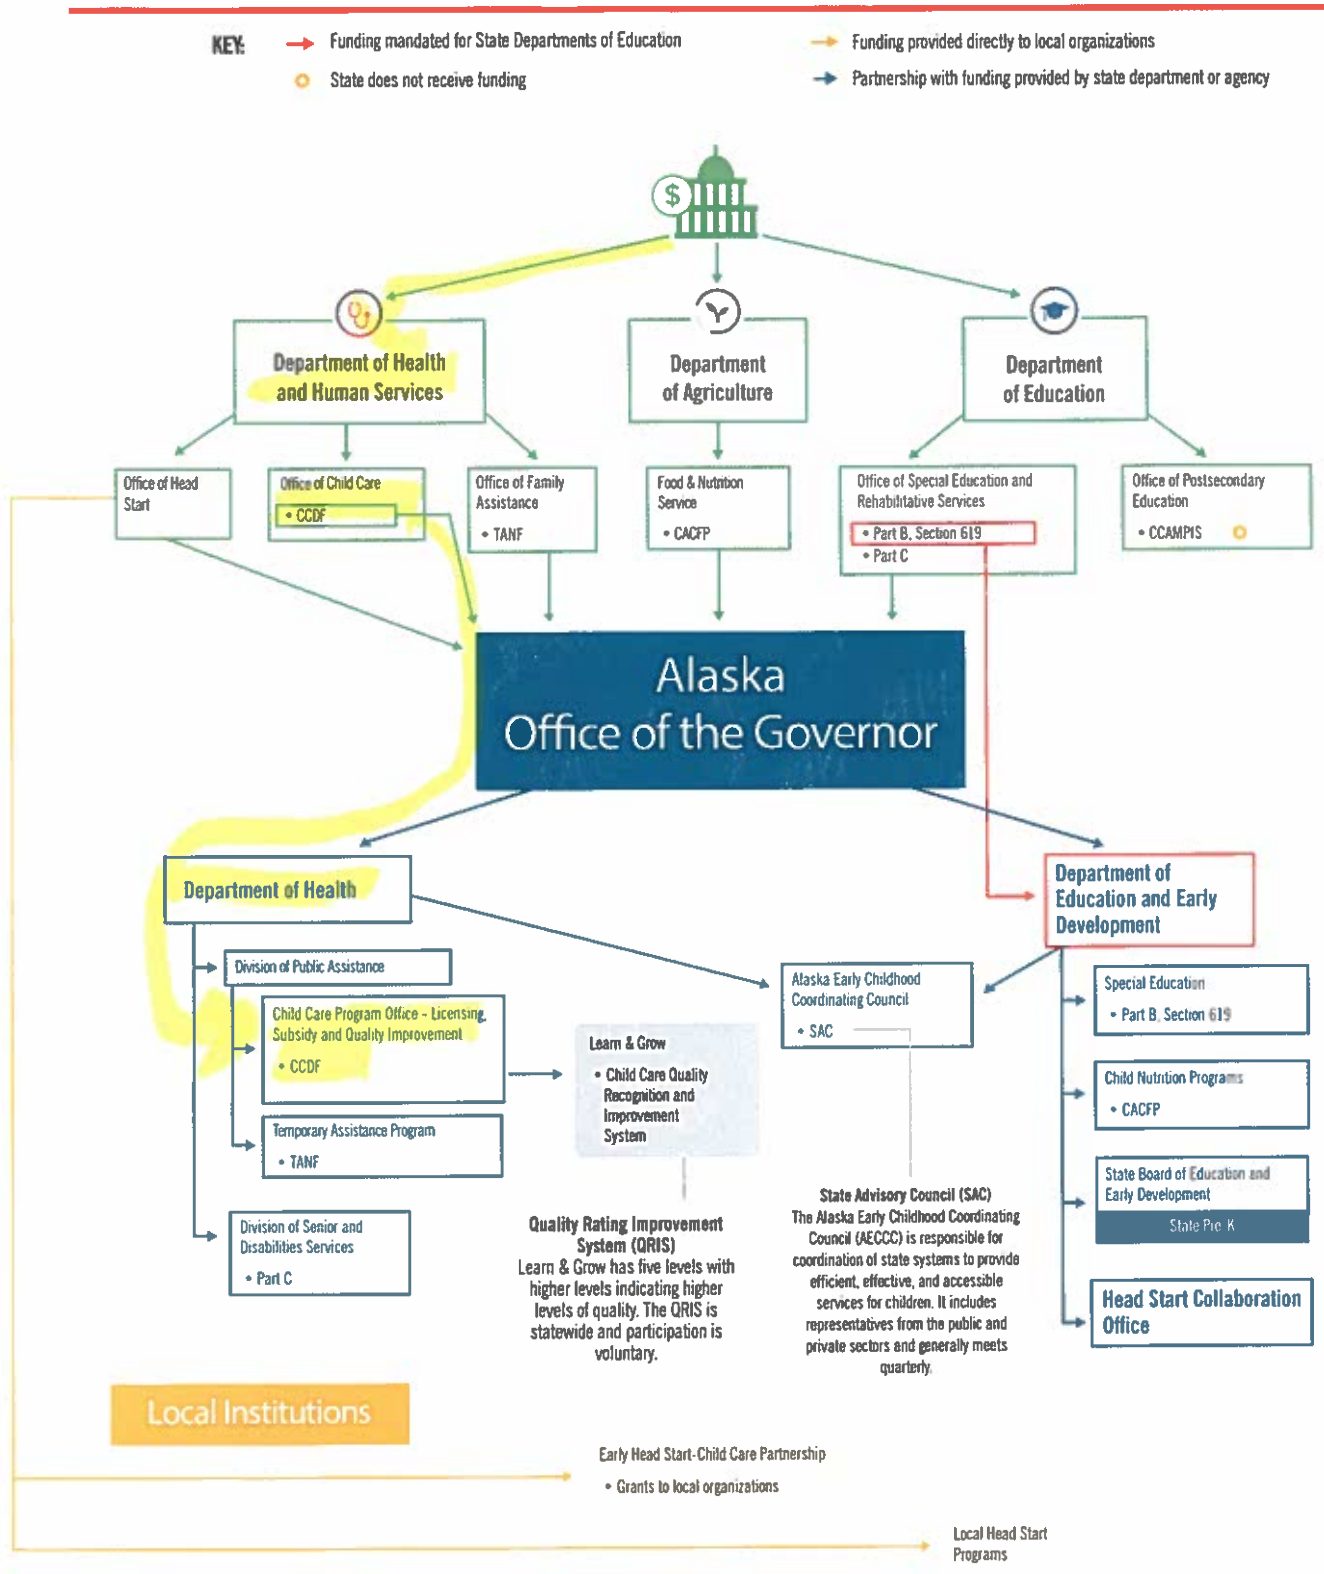 KEY:
Funding mandated for State Departments of Education
Funding provided directly to local organizations
State does not receive funding
Partnership with funding provided by state department or agency
$
Department of Health
and Human Services
Department
of Agriculture
Department
of Education
Office of Head
Start
Office of Child Care
• CCDF
Office of Family
Assistance
• TANF
Food & Nutrition
Service
• CACFP
Office of Special Education and
Rehabilitative Services
• Part B, Section 619
• Part C
Office of Postsecondary
Education
• CCAMPIS
Alaska
Office of the Governor
Department of Health
Division of Public Assistance
Child Care Program Office - Licensing,
Subsidy and Quality Improvement
• CCDF
Temporary Assistance Program
• TANF
Division of Senior and
Disabilities Services
• Part C
Learn & Grow
• Child Care Quality
Recognition and
Improvement
System
Quality Rating Improvement
System (QRIS)
Learn & Grow has five levels with
higher levels indicating higher
levels of quality. The QRIS is
statewide and participation is
voluntary.
Alaska Early Childhood
Coordinating Council
• SAC
State Advisory Council (SAC)
The Alaska Early Childhood Coordinating
Council (AECCC) is responsible for
coordination of state systems to provide
efficient, effective, and accessible
services for children. It includes
representatives from the public and
private sectors and generally meets
quarterly.
Department of
Education and Early
Development
Special Education
• Part B, Section 619
Child Nutrition Programs
• CACFP
State Board of Education and
Early Development
State Pre-K
Head Start Collaboration
Office
Local Institutions
Early Head Start-Child Care Partnership
• Grants to local organizations
Local Head Start
Programs